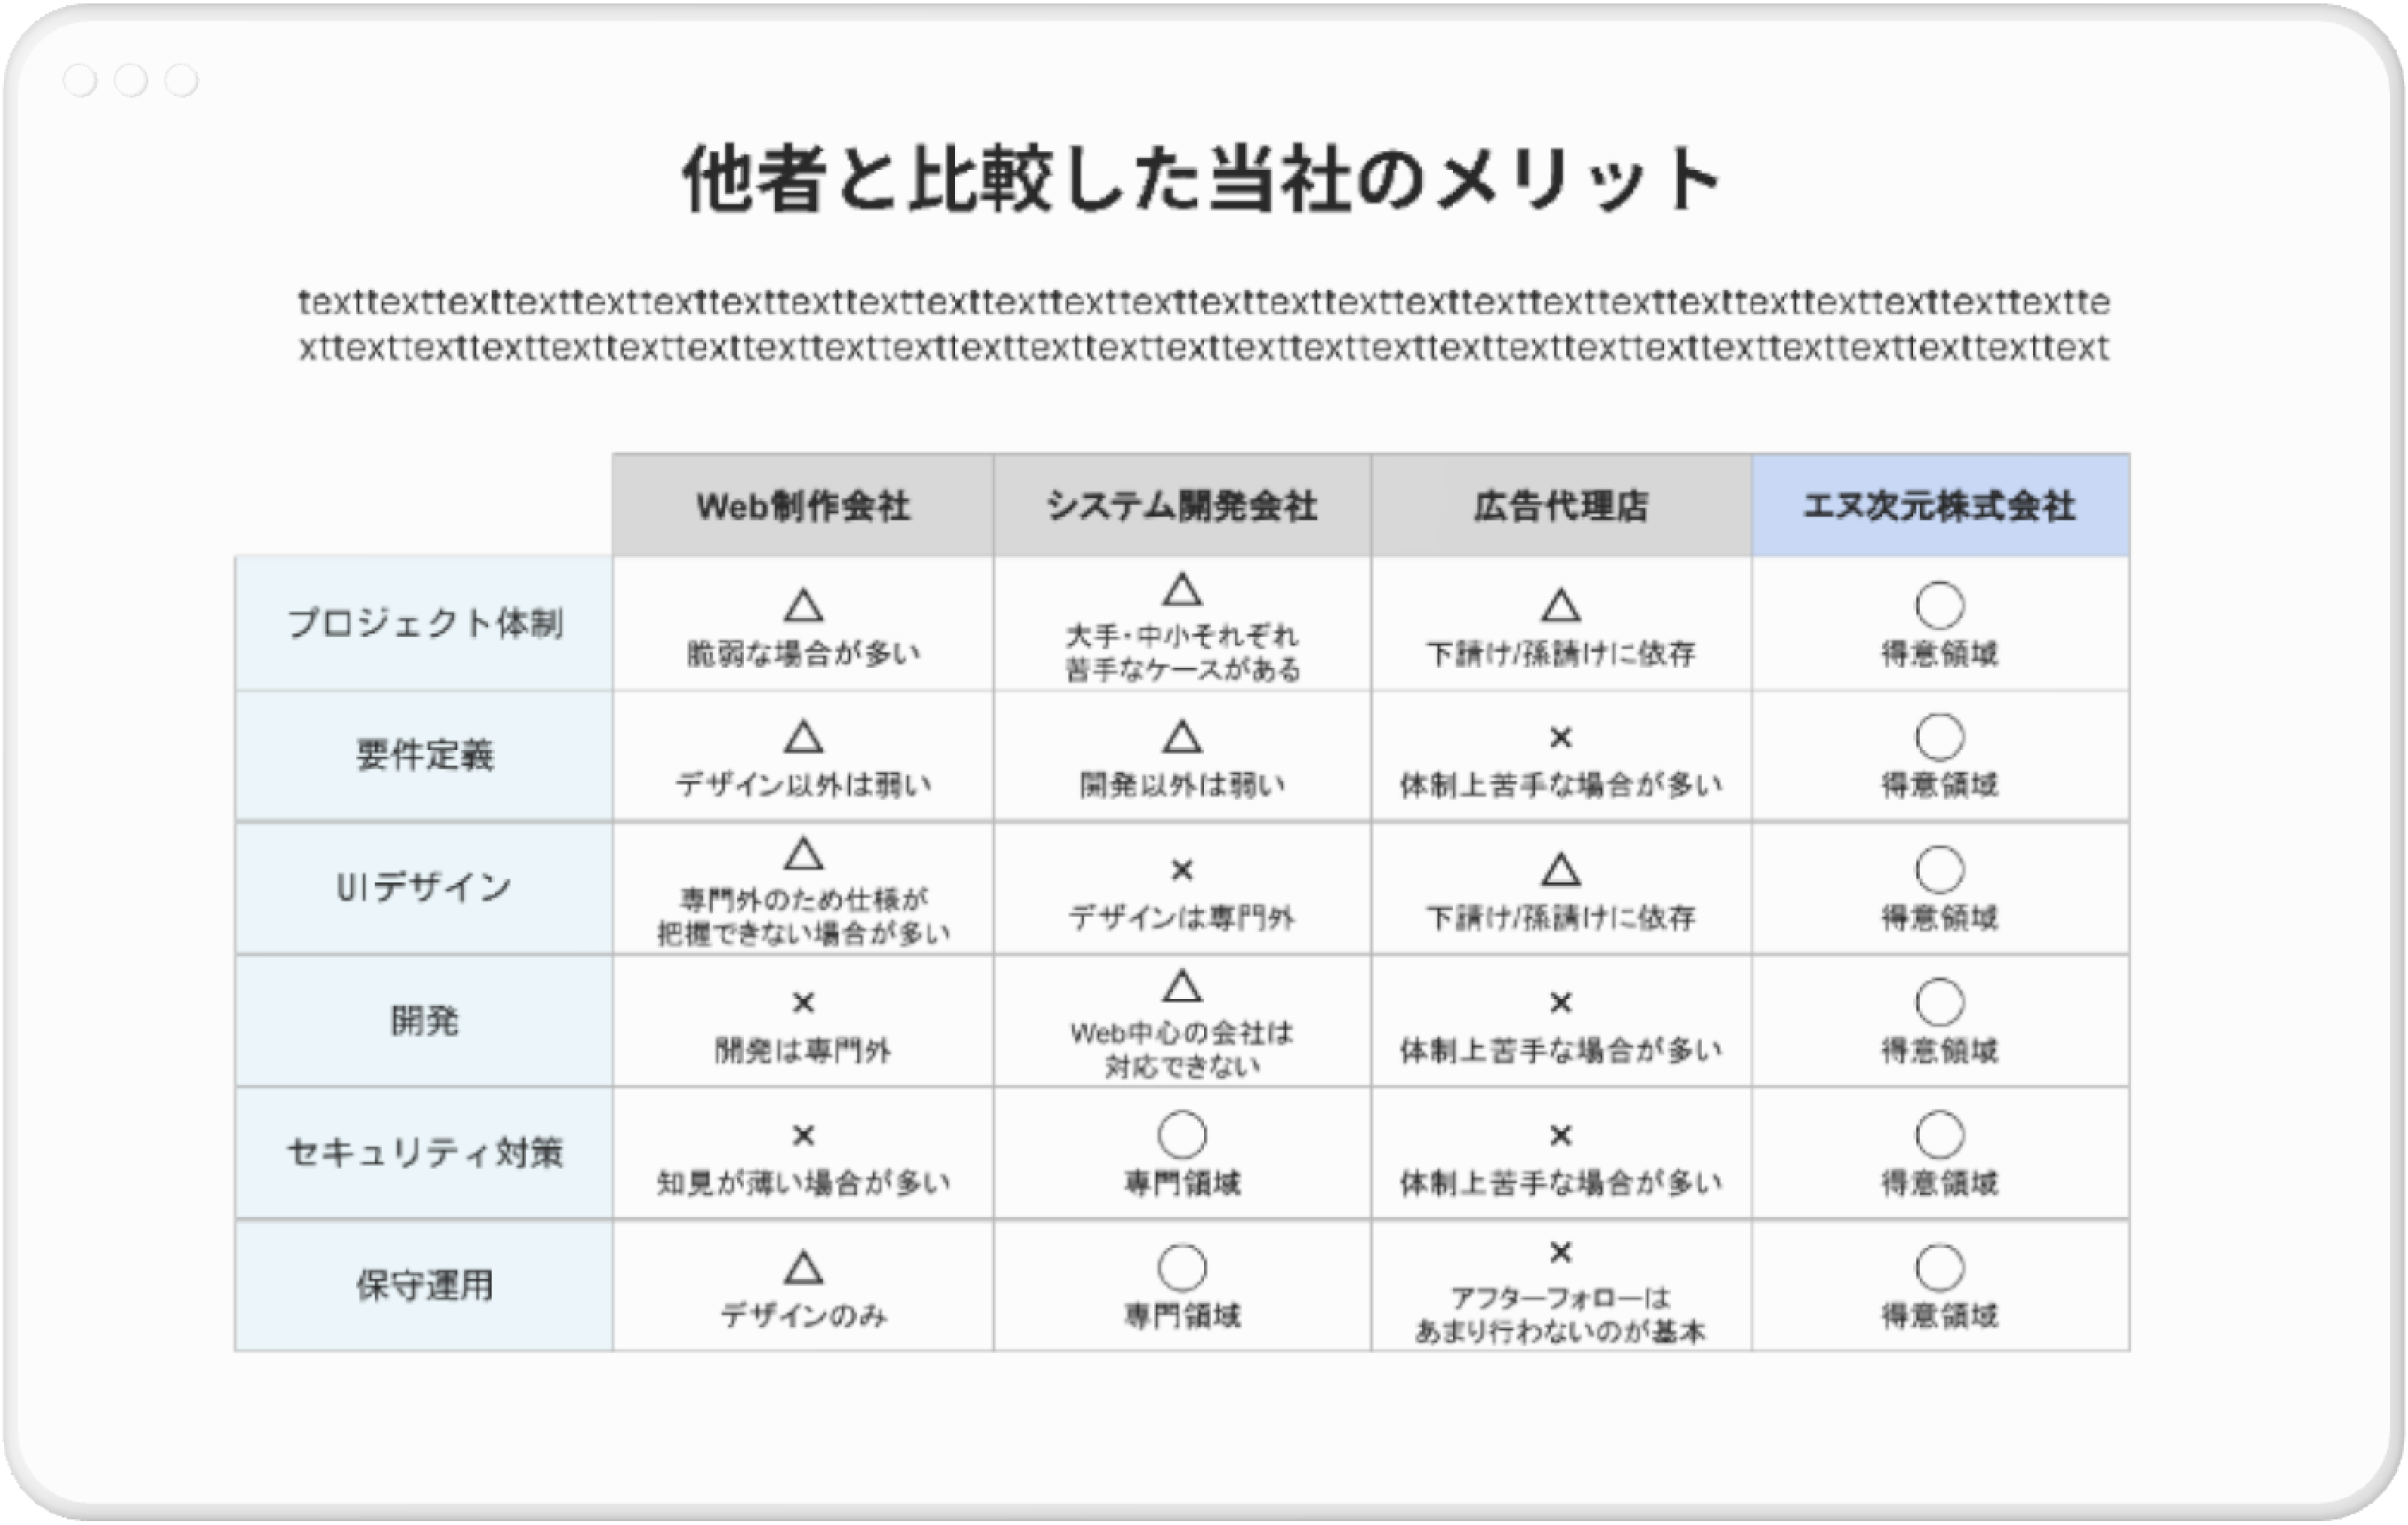 他者と比較した当社のメリット
texttexttexttexttexttexttexttexttexttexttexttexttexttexttexttexttexttexttexttexttexttexttexttexttexttextte
xttexttexttexttexttexttexttexttexttexttexttexttexttexttexttexttexttexttexttexttexttexttexttexttexttexttext
Web制作会社 システム開発会社 広告代理店 エヌ次元株式会社
プロジェクト体制
△ △ △ ◯
脆弱な場合が多い 大手・中小それぞれ 下請け/孫請けに依存 得意領域
苦手なケースがある
要件定義
△ △ × ◯
デザイン以外は弱い 開発以外は弱い 体制上苦手な場合が多い 得意領域
UIデザイン
△ × △ ◯
専門外のため仕様が デザインは専門外 下請け/孫請けに依存 得意領域
把握できない場合が多い
開発
× △ × ◯
開発は専門外 Web中心の会社は 体制上苦手な場合が多い 得意領域
対応できない
セキュリティ対策
× ◯ × ◯
知見が薄い場合が多い 専門領域 体制上苦手な場合が多い 得意領域
保守運用
△ ◯ × ◯
デザインのみ 専門領域 アフターフォローは 得意領域
あまり行わないのが基本